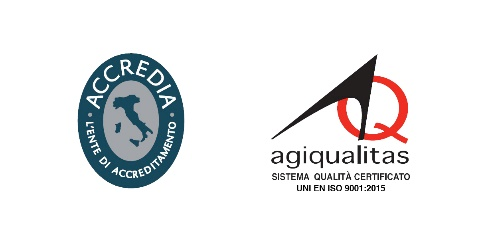 ACCREDIA
L'ENTE DI ACCREDITAMENTO
agiqualitas
SISTEMA QUALITÀ CERTIFICATO
UNI EN ISO 9001:2015